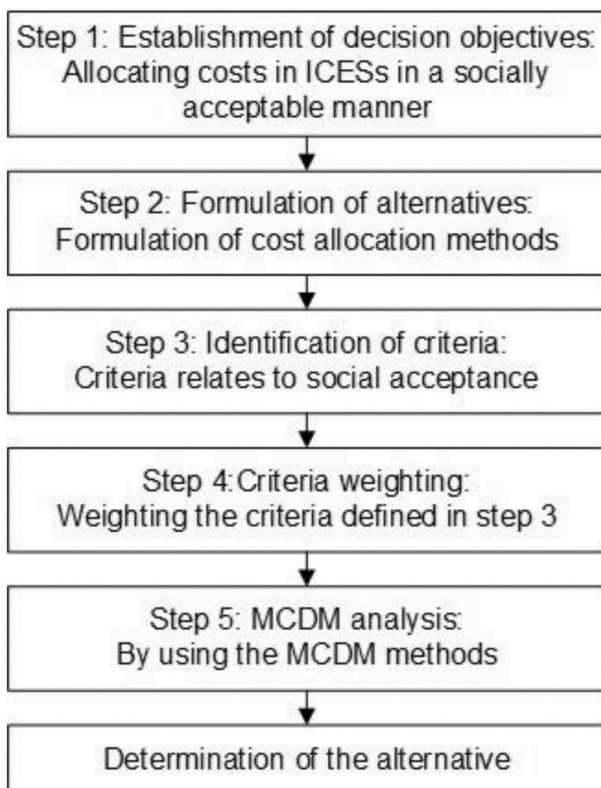 Step 1: Establishment of decision objectives:
Allocating costs in ICESs in a socially
acceptable manner
Step 2: Formulation of alternatives:
Formulation of cost allocation methods
Step 3: Identification of criteria:
Criteria relates to social acceptance
Step 4:Criteria weighting:
Weighting the criteria defined in step 3
Step 5: MCDM analysis:
By using the MCDM methods
Determination of the alternative